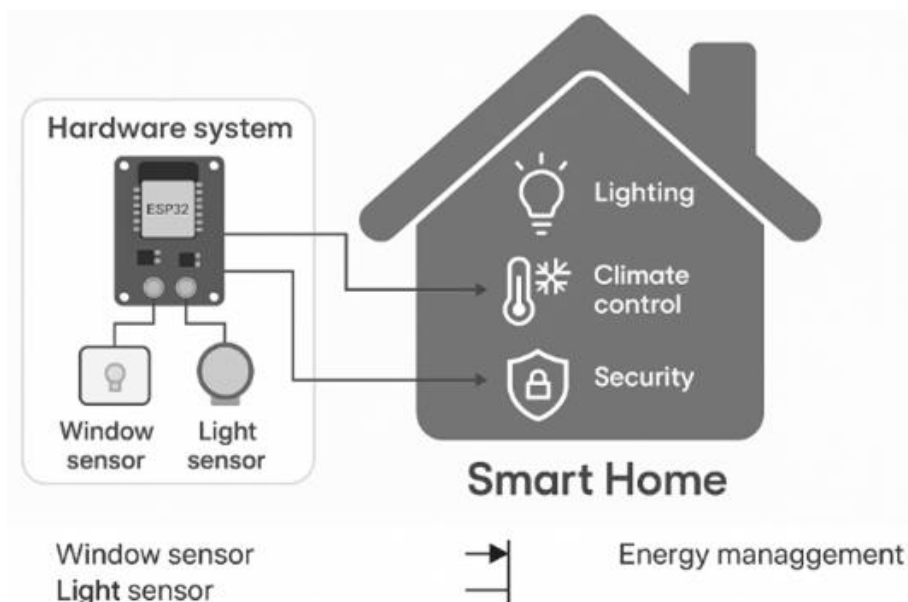 Hardware system
ESP32
Window
sensor
Light
sensor
Lighting
Climate
control
Security
Smart Home
Window sensor
Energy managgement
Light sensor